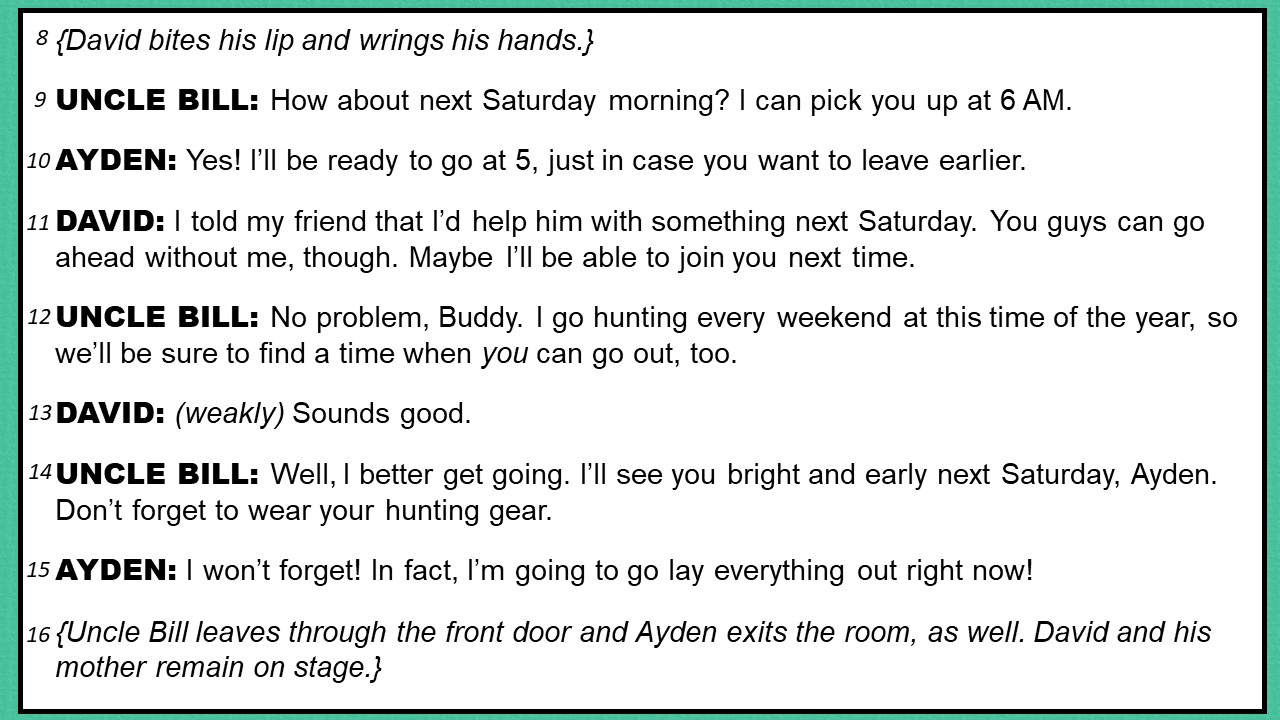 8 {David bites his lip and wrings his hands.}
9 UNCLE BILL: How about next Saturday morning? I can pick you up at 6 AM.
10 AYDEN: Yes! I’ll be ready to go at 5, just in case you want to leave earlier.
11 DAVID: I told my friend that I’d help him with something next Saturday. You guys can go
ahead without me, though. Maybe I’ll be able to join you next time.
12 UNCLE BILL: No problem, Buddy. I go hunting every weekend at this time of the year, so
we’ll be sure to find a time when you can go out, too.
13 DAVID: (weakly) Sounds good.
14 UNCLE BILL: Well, I better get going. I’ll see you bright and early next Saturday, Ayden.
Don’t forget to wear your hunting gear.
15 AYDEN: I won’t forget! In fact, I’m going to go lay everything out right now!
16 {Uncle Bill leaves through the front door and Ayden exits the room, as well. David and his
mother remain on stage.}